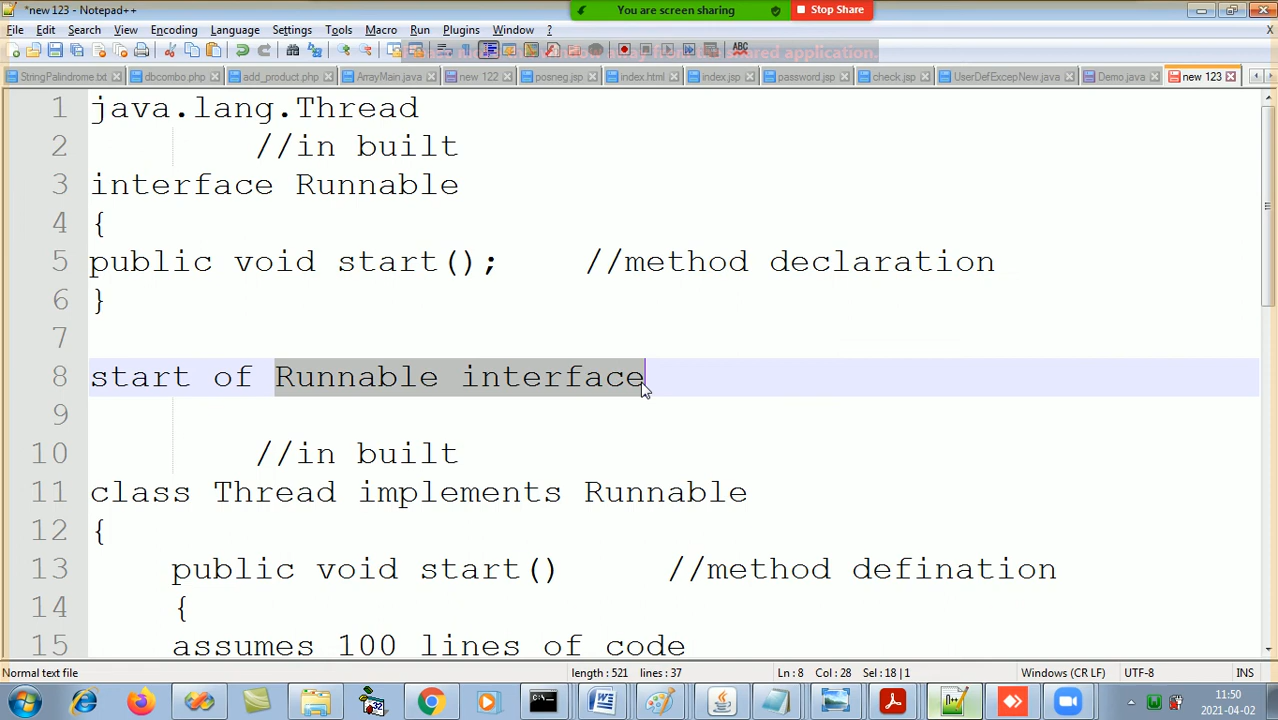 *new 123 - Notepad++
You are screen sharing
Stop Share
File Edit Search View Encoding Language Settings Tools Macro Run Plugins Window ?
X
StringPalindrome.txt dbcombo.php add_product.php ArrayMain.java new 122 posneg.jsp index.html index.jsp password.jsp check.jsp UserDefExcepNew.java Demo.java new 123
1 java.lang.Thread
2 //in built
3 interface Runnable
4 {
5 public void start(); //method declaration
6 }
7
8 start of Runnable interface
9
10 //in built
11 class Thread implements Runnable
12 {
13 public void start() //method defination
14 {
15 assumes 100 lines of code
Normal text file length : 521 lines : 37 Ln : 8 Col : 28 Sel : 18 | 1 Windows (CR LF) UTF-8 INS
11:50
2021-04-02